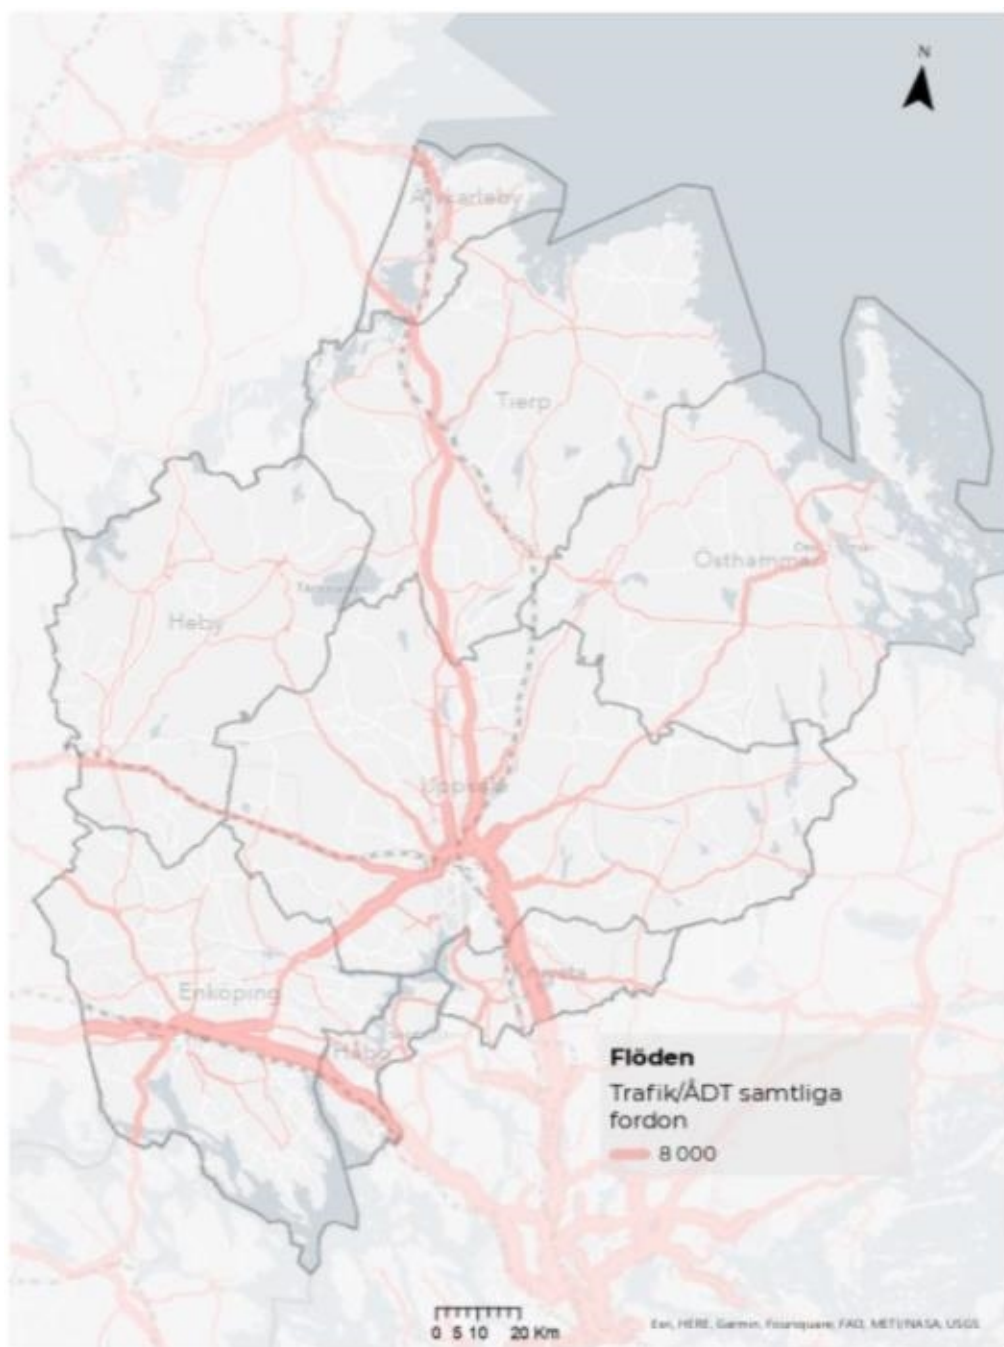 N
Älvkarleby
Tierp
Östhammar
Heby
Uppsala
Knivsta
Enköping
Håbo
Flöden
Trafik/ÅDT samtliga
fordon
8 000
0 5 10 20 Km
Esri, HERE, Garmin, Foursquare, FAO, METI/NASA, USGS